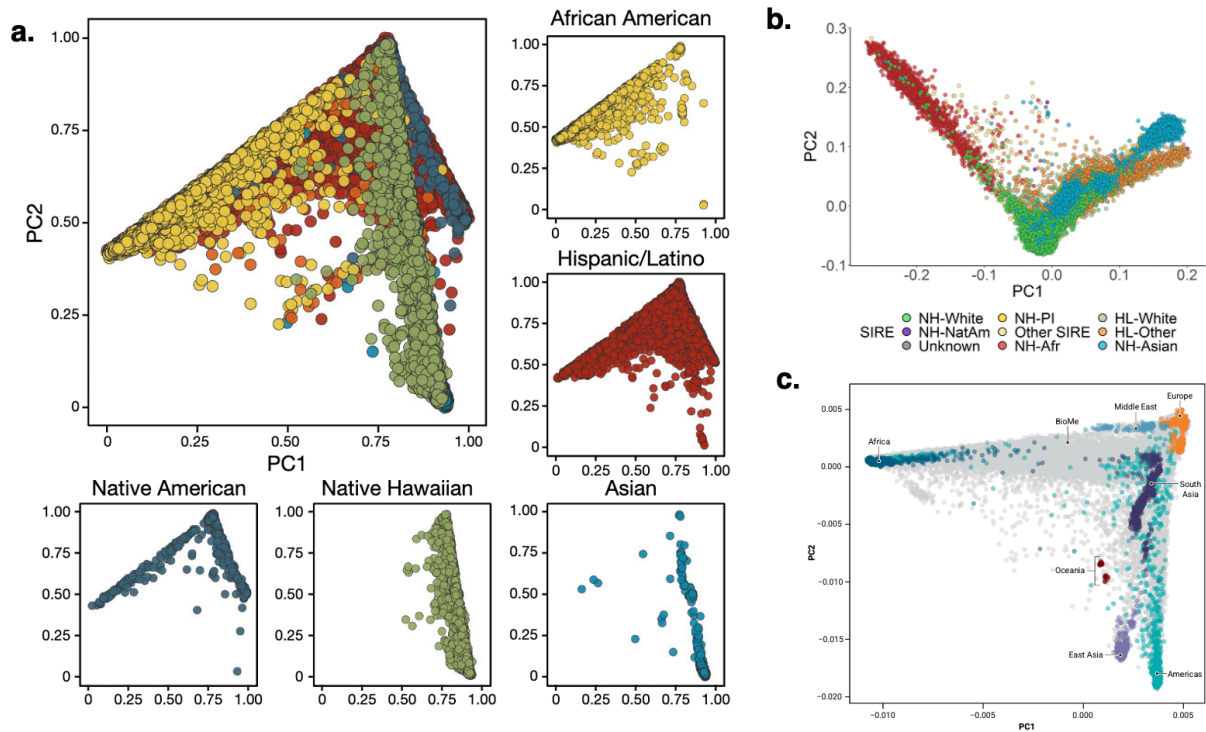 a.
PC2
1.00
0.75
0.50
0.25
0
0
0.25
0.50
0.75
1.00
PC1
African American
1.00
0.75
0.50
0.25
0
0
0.25
0.50
0.75
1.00
Hispanic/Latino
1.00
0.75
0.50
0.25
0
0
0.25
0.50
0.75
1.00
Native American
1.00
0.75
0.50
0.25
0
0
0.25
0.50
0.75
1.00
Native Hawaiian
1.00
0.75
0.50
0.25
0
0
0.25
0.50
0.75
1.00
Asian
1.00
0.75
0.50
0.25
0
0
0.25
0.50
0.75
1.00
b.
PC2
0.3
0.2
0.1
0.0
-0.1
-0.2
-0.1
0.0
0.1
0.2
PC1
SIRE
NH-White
NH-PI
HL-White
NH-NatAm
Other SIRE
HL-Other
Unknown
NH-Afr
NH-Asian
c.
PC2
0.005
0.000
−0.005
−0.010
−0.015
−0.020
Africa
BioMe
Middle East
Europe
South
Asia
Oceania
East Asia
Americas
−0.010
−0.005
0.000
0.005
PC1